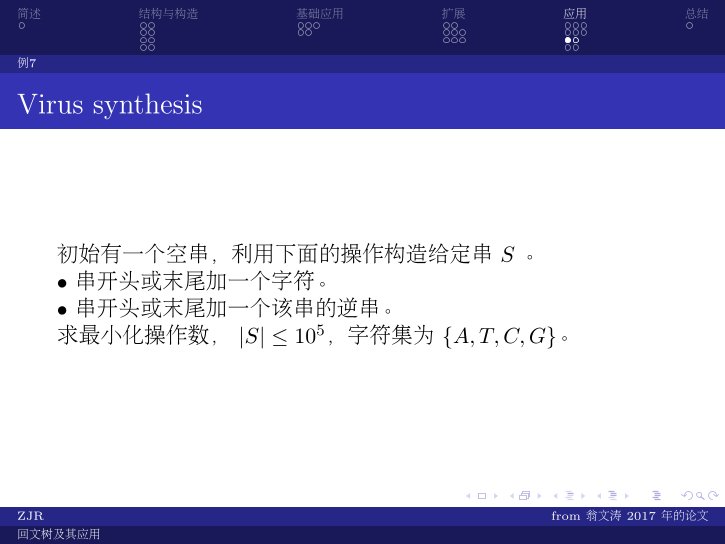 简述 结构与构造 基础应用 扩展 应用 总结
例7
Virus synthesis
初始有一个空串，利用下面的操作构造给定串 S 。
• 串开头或末尾加一个字符。
• 串开头或末尾加一个该串的逆串。
求最小化操作数， |S| ≤ 10⁵，字符集为 {A, T, C, G}。
ZJR from 翁文涛 2017 年的论文
回文树及其应用